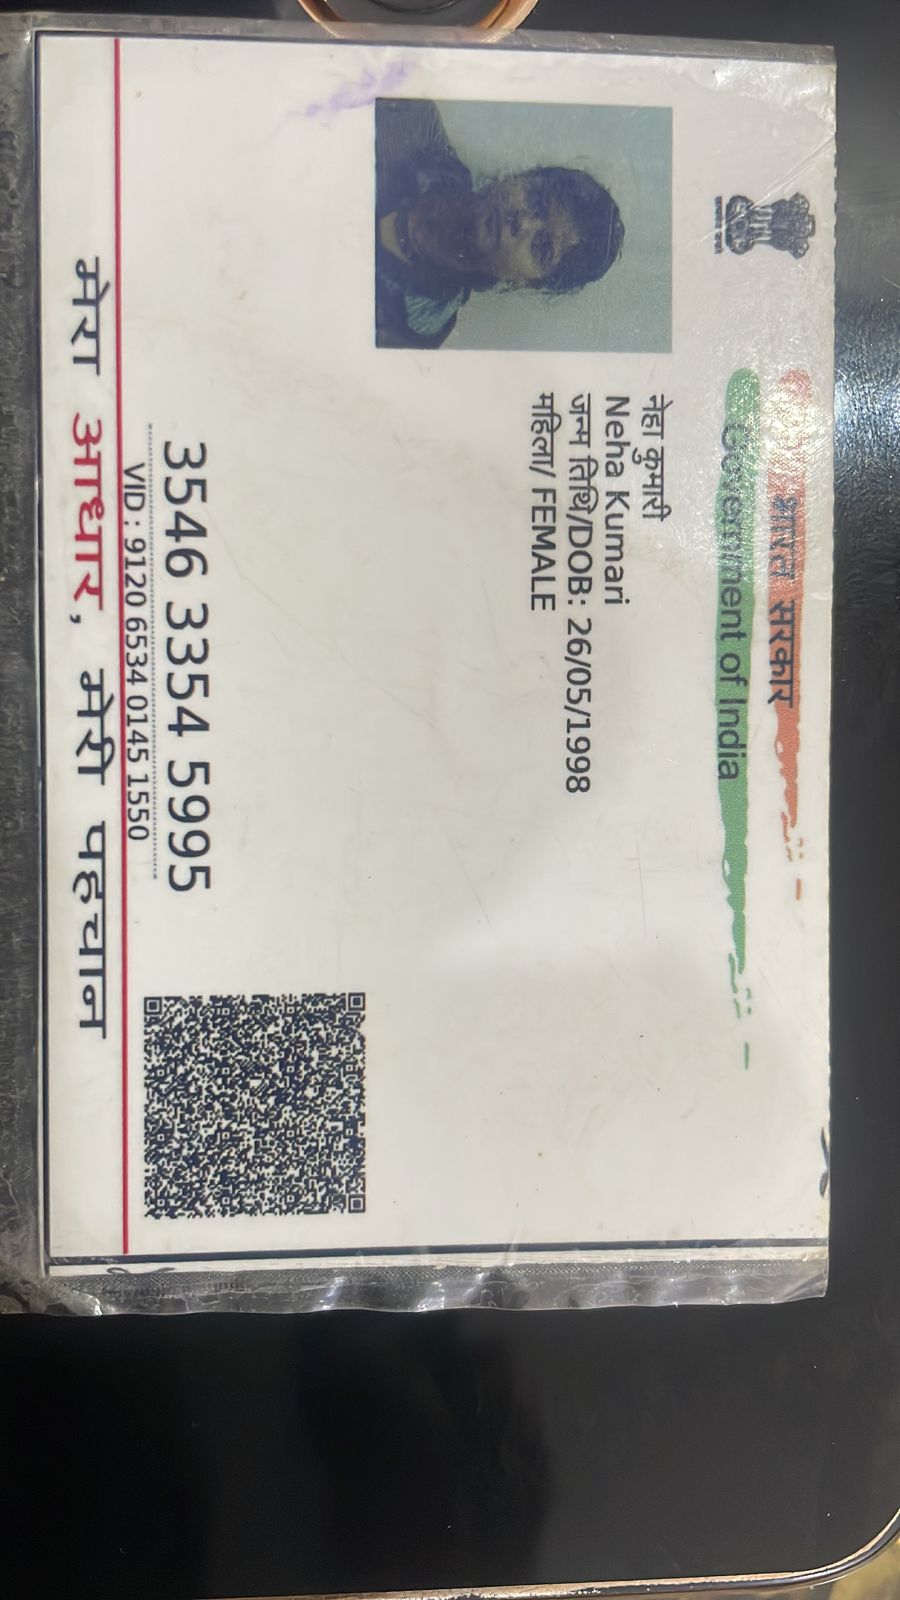 भारत सरकार
Government of India
नेहा कुमारी
Neha Kumari
जन्म तिथि/DOB: 26/05/1998
महिला/ FEMALE
3546 3354 5995
VID : 9120 6534 0145 1550
मेरा आधार, मेरी पहचान